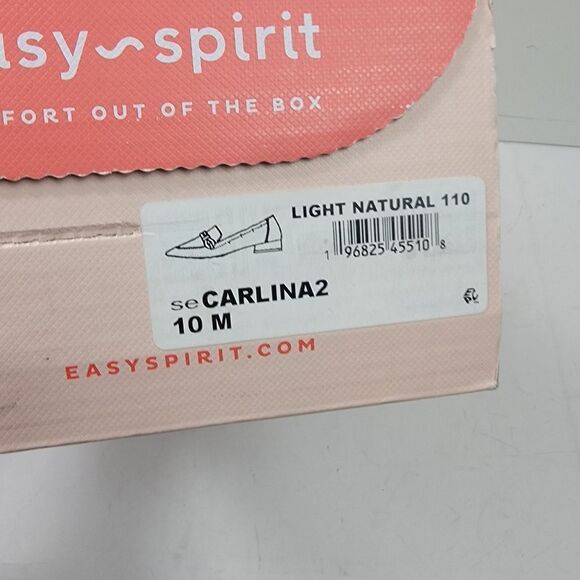 asy~spirit
FORT OUT OF THE BOX
LIGHT NATURAL 110
1 96825 45510 8
seCARLINA2
10 M
EASYSPIRIT.COM